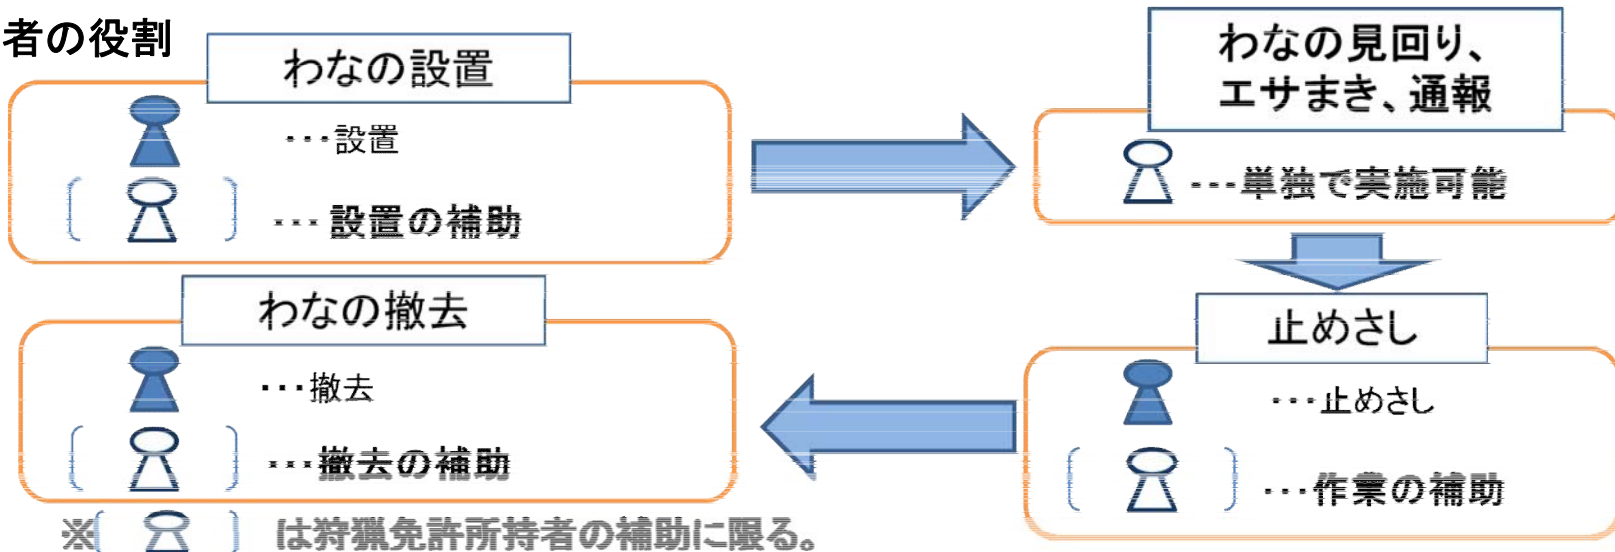 者の役割
わなの設置
・・・設置
・・・設置の補助
わなの見回り、
エサまき、通報
・・・単独で実施可能
止めさし
・・・止めさし
・・・作業の補助
わなの撤去
・・・撤去
・・・撤去の補助
※〔 〕は狩猟免許所持者の補助に限る。